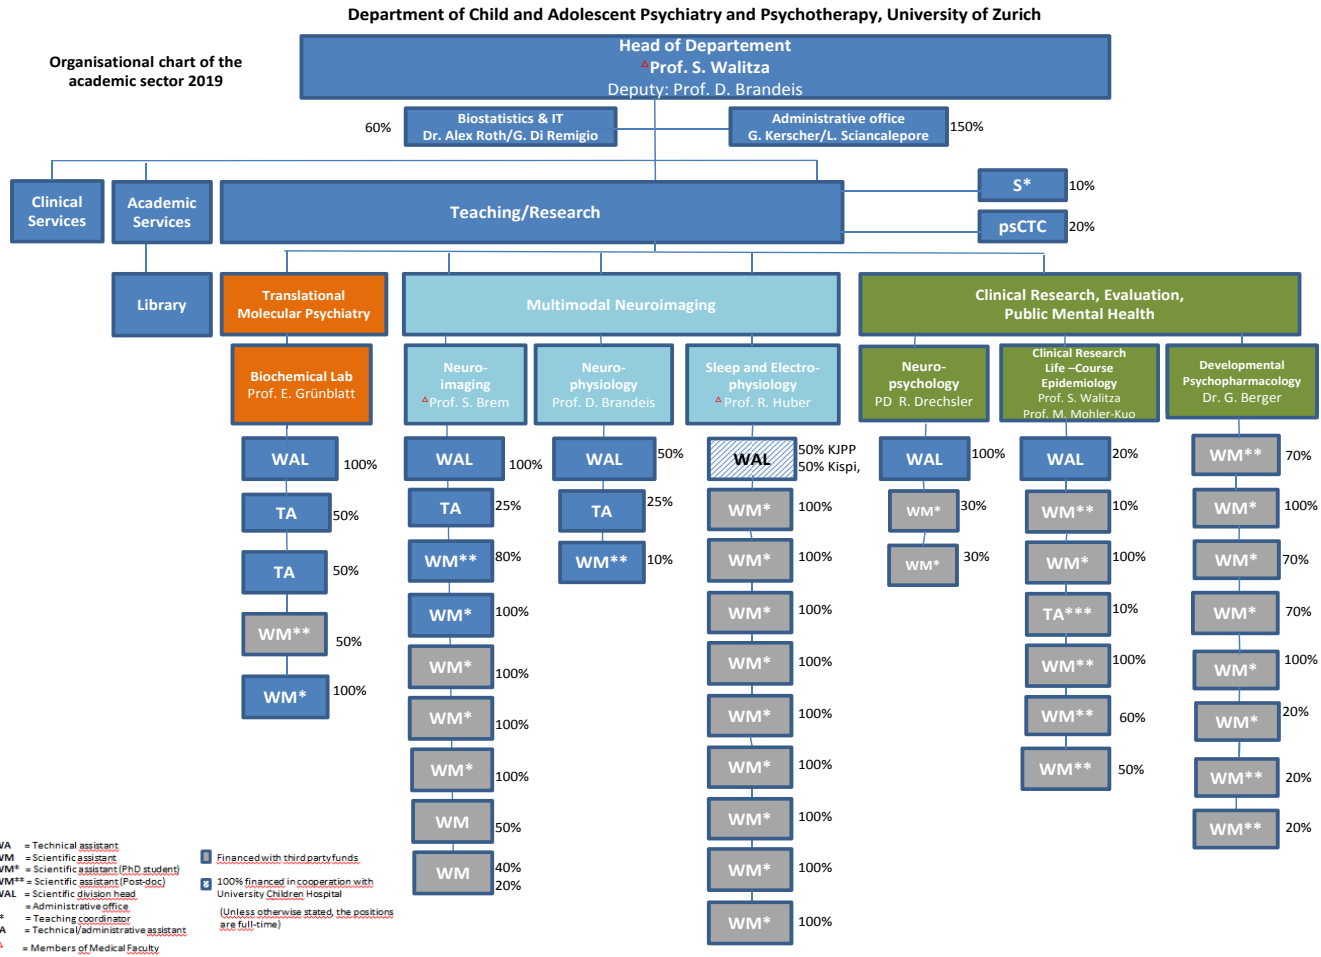 Department of Child and Adolescent Psychiatry and Psychotherapy, University of Zurich
Organisational chart of the
academic sector 2019
Head of Departement
△Prof. S. Walitza
Deputy: Prof. D. Brandeis
60%
Biostatistics & IT
Dr. Alex Roth/G. Di Remigio
Administrative office
G. Kerscher/L. Sciancalepore
150%
Clinical
Services
Academic
Services
Teaching/Research
S*
10%
psCTC
20%
Library
Translational
Molecular Psychiatry
Multimodal Neuroimaging
Clinical Research, Evaluation,
Public Mental Health
Biochemical Lab
Prof. E. Grünblatt
WAL
100%
TA
50%
TA
50%
WM**
50%
WM*
100%
Neuro-
imaging
△Prof. S. Brem
WAL
100%
TA
25%
WM**
80%
WM*
100%
WM*
100%
WM*
100%
WM*
100%
WM
50%
WM
40%
20%
Neuro-
physiology
Prof. D. Brandeis
WAL
50%
TA
25%
WM**
10%
Sleep and Electro-
physiology
△ Prof. R. Huber
WAL
50% KJPP
50% Kispi,
WM*
100%
WM*
100%
WM*
100%
WM*
100%
WM*
100%
WM*
100%
WM*
100%
WM*
100%
WM*
100%
Neuro-
psychology
PD R. Drechsler
WAL
100%
WM*
30%
WM*
30%
Clinical Research
Life –Course
Epidemiology
Prof. S. Walitza
Prof. M. Mohler-Kuo
WAL
20%
WM**
10%
WM*
100%
TA***
10%
WM**
100%
WM**
60%
WM**
50%
Developmental
Psychopharmacology
Dr. G. Berger
WM**
70%
WM*
100%
WM*
70%
WM*
70%
WM*
100%
WM*
20%
WM**
20%
WM**
20%
WA = Technical assistant
WM = Scientific assistant
WM* = Scientific assistant (PhD student)
WM** = Scientific assistant (Post-doc)
WAL = Scientific division head
= Administrative office
* = Teaching coordinator
A = Technical/administrative assistant
△ = Members of Medical Faculty
Financed with third party funds
100% financed in cooperation with
University Children Hospital
(Unless otherwise stated, the positions
are full-time)